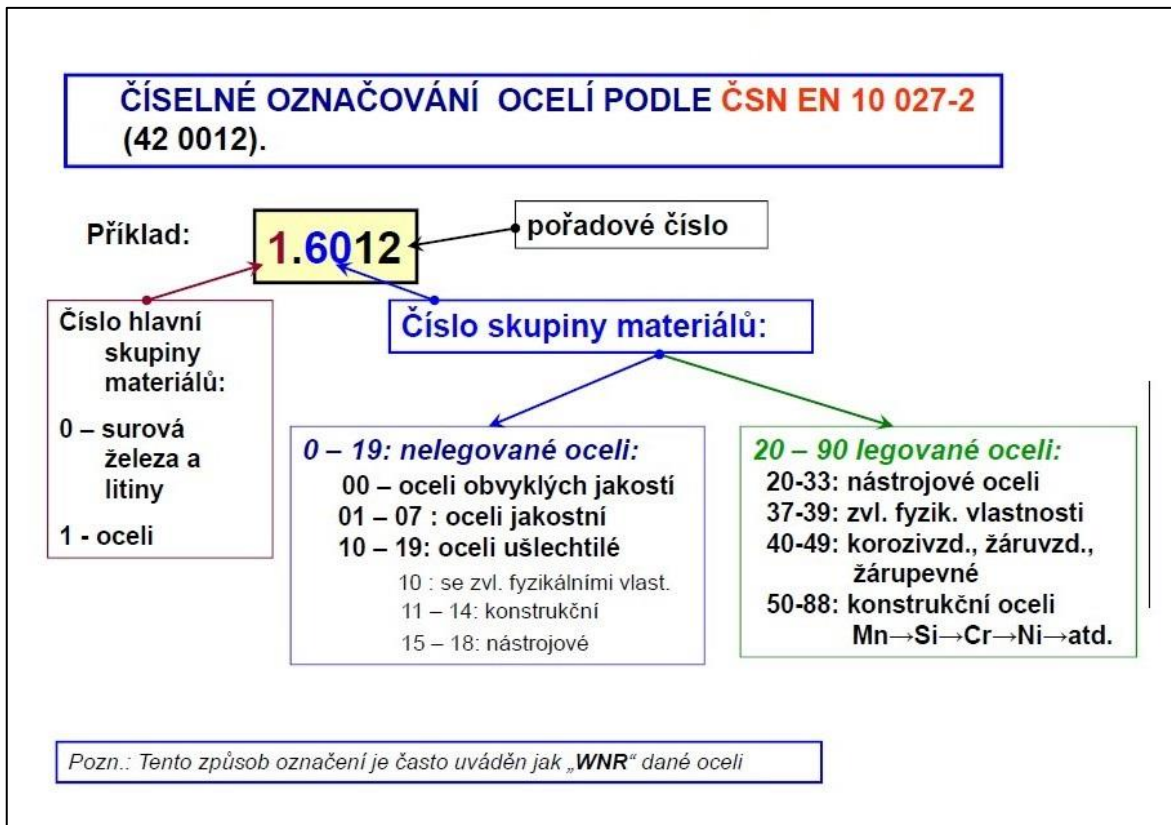 ČÍSELNÉ OZNAČOVÁNÍ OCELÍ PODLE ČSN EN 10 027-2
(42 0012).
Příklad:
1.6012
pořadové číslo
Číslo hlavní
skupiny
materiálů:
0 – surová
železa a
litiny
1 - oceli
Číslo skupiny materiálů:
0 – 19: nelegované oceli:
00 – oceli obvyklých jakostí
01 – 07 : oceli jakostní
10 – 19: oceli ušlechtilé
10 : se zvl. fyzikálními vlast.
11 – 14: konstrukční
15 – 18: nástrojové
20 – 90 legované oceli:
20-33: nástrojové oceli
37-39: zvl. fyzik. vlastnosti
40-49: korozivzd., žáruvzd.,
žárupevné
50-88: konstrukční oceli
Mn→Si→Cr→Ni→atd.
Pozn.: Tento způsob označení je často uváděn jak „WNR“ dané oceli